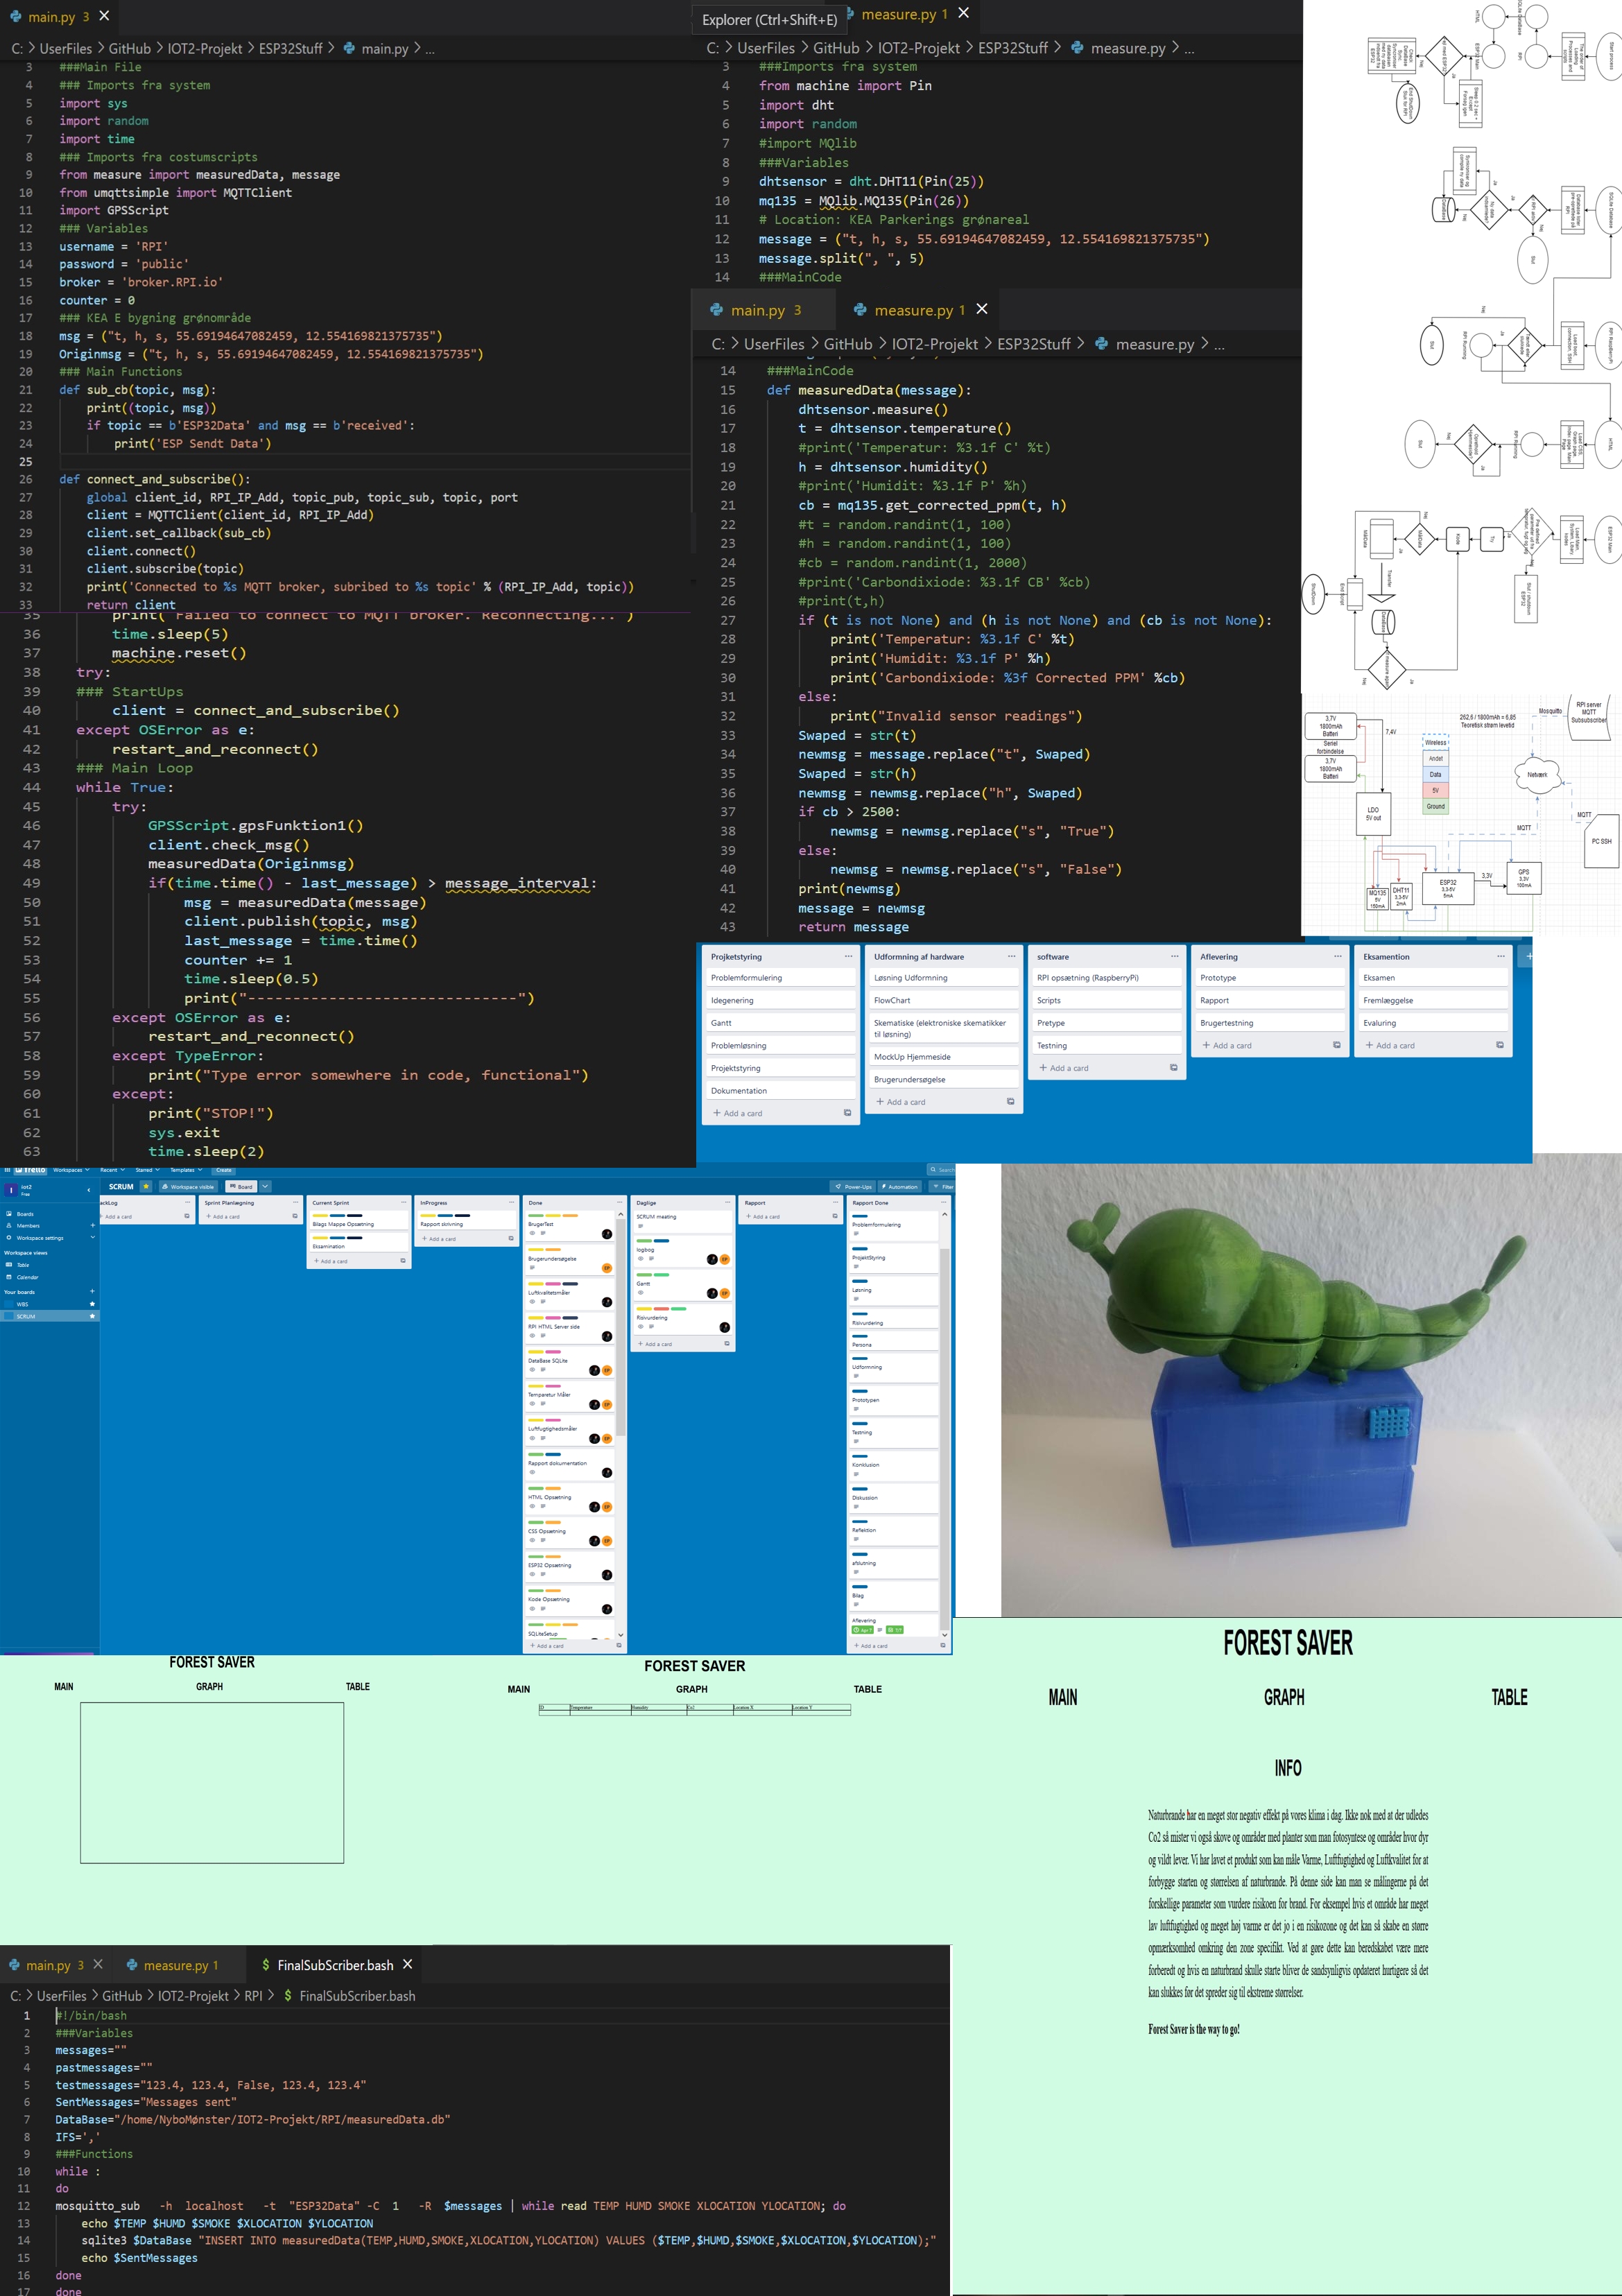 main.py 3
C: > UserFiles > GitHub > IOT2-Projekt > ESP32Stuff > main.py > ...
3 ###Main File
4 ### Imports fra system
5 import sys
6 import random
7 import time
8 ### Imports fra costumscripts
9 from measure import measuredData, message
10 from umqttsimple import MQTTClient
11 import GPSScript
12 ### Variables
13 username = 'RPI'
14 password = 'public'
15 broker = 'broker.RPI.io'
16 counter = 0
17 ### KEA E bygning grønområde
18 msg = ("t, h, s, 55.69194647082459, 12.554169821375735")
19 Originmsg = ("t, h, s, 55.69194647082459, 12.554169821375735")
20 ### Main Functions
21 def sub_cb(topic, msg):
22 print((topic, msg))
23 if topic == b'ESP32Data' and msg == b'received':
24 print('ESP Sendt Data')
25
26 def connect_and_subscribe():
27 global client_id, RPI_IP_Add, topic_pub, topic_sub, topic, port
28 client = MQTTClient(client_id, RPI_IP_Add)
29 client.set_callback(sub_cb)
30 client.connect()
31 client.subscribe(topic)
32 print('Connected to %s MQTT broker, subribed to %s topic' % (RPI_IP_Add, topic))
33 return client
35 print('Failed to connect to MQTT broker. Reconnecting...')
36 time.sleep(5)
37 machine.reset()
38 try:
39 ### StartUps
40 client = connect_and_subscribe()
41 except OSError as e:
42 restart_and_reconnect()
43 ### Main Loop
44 while True:
45 try:
46 GPSScript.gpsFunktion1()
47 client.check_msg()
48 measuredData(Originmsg)
49 if(time.time() - last_message) > message_interval:
50 msg = measuredData(message)
51 client.publish(topic, msg)
52 last_message = time.time()
53 counter += 1
54 time.sleep(0.5)
55 print("------------------------------")
56 except OSError as e:
57 restart_and_reconnect()
58 except TypeError:
59 print("Type error somewhere in code, functional")
60 except:
61 print("STOP!")
62 sys.exit
63 time.sleep(2)
Explorer (Ctrl+Shift+E)
measure.py 1
C: > UserFiles > GitHub > IOT2-Projekt > ESP32Stuff > measure.py > ...
3 ###Imports fra system
4 from machine import Pin
5 import dht
6 import random
7 #import MQlib
8 ###Variables
9 dhtsensor = dht.DHT11(Pin(25))
10 mq135 = MQlib.MQ135(Pin(26))
11 # Location: KEA Parkerings grønareal
12 message = ("t, h, s, 55.69194647082459, 12.554169821375735")
13 message.split(", ", 5)
14 ###MainCode
main.py 3 measure.py 1
C: > UserFiles > GitHub > IOT2-Projekt > ESP32Stuff > measure.py > ...
14 ###MainCode
15 def measuredData(message):
16 dhtsensor.measure()
17 t = dhtsensor.temperature()
18 #print('Temperatur: %3.1f C' %t)
19 h = dhtsensor.humidity()
20 #print('Humidit: %3.1f P' %h)
21 cb = mq135.get_corrected_ppm(t, h)
22 #t = random.randint(1, 100)
23 #h = random.randint(1, 100)
24 #cb = random.randint(1, 2000)
25 #print('Carbondixiode: %3.1f CB' %cb)
26 #print(t,h)
27 if (t is not None) and (h is not None) and (cb is not None):
28 print('Temperatur: %3.1f C' %t)
29 print('Humidit: %3.1f P' %h)
30 print('Carbondixiode: %3f Corrected PPM' %cb)
31 else:
32 print("Invalid sensor readings")
33 Swaped = str(t)
34 newmsg = message.replace("t", Swaped)
35 Swaped = str(h)
36 newmsg = newmsg.replace("h", Swaped)
37 if cb > 2500:
38 newmsg = newmsg.replace("s", "True")
39 else:
40 newmsg = newmsg.replace("s", "False")
41 print(newmsg)
42 message = newmsg
43 return message
3,7V
1800mAh
Batteri
Seriel
forbindelse
3,7V
1800mAh
Batteri
7,4V
262,6 / 1800mAh = 6,85
Teoretisk strøm levetid
Mosquitto
RPI server
MQTT
Subsubscriber
Wireless
Andet
Data
5V
Ground
Netværk
LDO
5V out
MQTT
MQTT
PC SSH
MQ135
5V
150mA
DHT11
3,3-5V
2mA
ESP32
3,3-5V
5mA
3,3V
GPS
3,3V
100mA
Projketstyring
Problemformulering
Idegenering
Gantt
Problemløsning
Projektstyring
Dokumentation
+ Add a card
Udformning af hardware
Løsning Udformning
FlowChart
Skematiske (elektroniske skematikker
til løsning)
MockUp Hjemmeside
Brugerundersøgelse
+ Add a card
software
RPI opsætning (RaspberryPi)
Scripts
Pretype
Testning
+ Add a card
Aflevering
Prototype
Rapport
Brugertestning
+ Add a card
Eksamention
Eksamen
Fremlæggelse
Evaluring
+ Add a card
Trello Workspaces Recent Starred Templates Create Search
Iot2
Free
Boards
Members
Workspace settings
Workspace views
Table
Calendar
Your boards
WBS
SCRUM
SCRUM Workspace visible Board Power-Ups Automation Filter
ackLog
+ Add a card
Sprint Planlægning
+ Add a card
Current Sprint
Bilags Mappe Opsætning
Eksamination
+ Add a card
InProgress
Rapport skrivning
+ Add a card
Done
BrugerTest
Brugerundersøgelse
Luftkvalitetsmåler
RPI HTML Server side
DataBase SQLite
Temperatur Måler
Luftfugtighedsmåler
Rapport dokumentation
HTML Opsætning
CSS Opsætning
ESP32 Opsætning
Kode Opsætning
SQLiteSetup
+ Add a card
Daglige
SCRUM meeting
logbog
Gantt
Risivurdering
+ Add a card
Rapport
+ Add a card
Rapport Done
Problemformulering
ProjektStyring
Løsning
Risivurdering
Persona
Udformning
Prototypen
Testning
Konklusion
Diskussion
Reflektion
afslutning
Bilag
Aflevering
+ Add a card
FOREST SAVER
MAIN GRAPH TABLE
FOREST SAVER
MAIN GRAPH TABLE
ID Temperature Humidity Co2 Location X Location Y
FOREST SAVER
MAIN GRAPH TABLE
INFO
Naturbrande har en meget stor negativ effekt på vores klima i dag. Ikke nok med at der udledes
Co2 så mister vi også skove og områder med planter som man fotosyntese og områder hvor dyr
og vildt lever. Vi har lavet et produkt som kan måle Varme, Luftfugtighed og Luftkvalitet for at
forbygge starten og størrelsen af naturbrande. På denne side kan man se målingerne på det
forskellige parameter som vurdere risikoen for brand. For eksempel hvis et område har meget
lav luftfugtighed og meget høj varme er det jo i en risikozone og det kan så skabe en større
opmærksomhed omkring den zone specifikt. Ved at gøre dette kan beredskabet være mere
forberedt og hvis en naturbrand skulle starte bliver de sandsynligvis opdateret hurtigere så det
kan slukkes før det spreder sig til ekstreme størrelser.
Forest Saver is the way to go!
main.py 3 measure.py 1 FinalSubScriber.bash
C: > UserFiles > GitHub > IOT2-Projekt > RPI > FinalSubScriber.bash
1 #!/bin/bash
2 ###Variables
3 messages=""
4 pastmessages=""
5 testmessages="123.4, 123.4, False, 123.4, 123.4"
6 SentMessages="Messages sent"
7 DataBase="/home/NyboMønster/IOT2-Projekt/RPI/measuredData.db"
8 IFS=','
9 ###Functions
10 while :
11 do
12 mosquitto_sub -h localhost -t "ESP32Data" -C 1 -R $messages | while read TEMP HUMD SMOKE XLOCATION YLOCATION; do
13 echo $TEMP $HUMD $SMOKE $XLOCATION $YLOCATION
14 sqlite3 $DataBase "INSERT INTO measuredData(TEMP,HUMD,SMOKE,XLOCATION,YLOCATION) VALUES ($TEMP,$HUMD,$SMOKE,$XLOCATION,$YLOCATION);"
15 echo $SentMessages
16 done
17 done